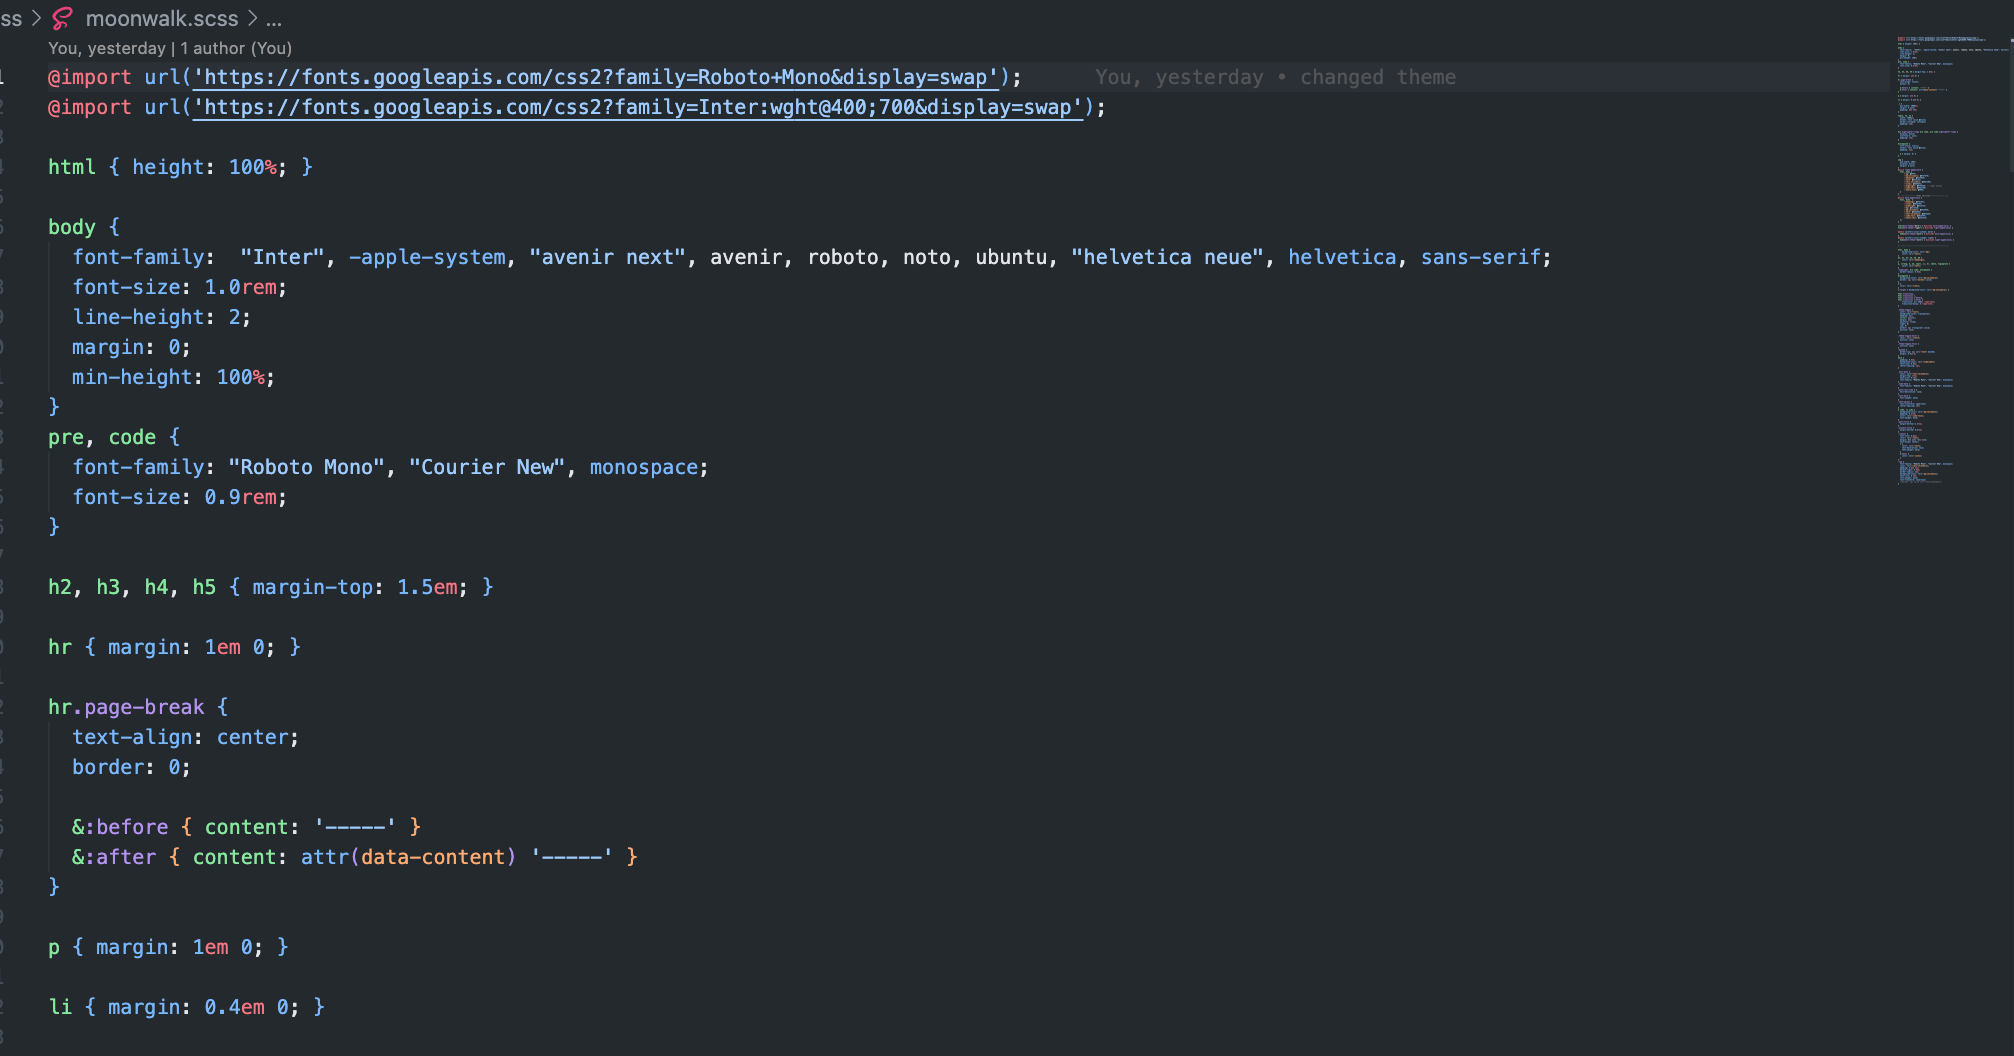 ss > moonwalk.scss > ...
You, yesterday | 1 author (You)
@import url('https://fonts.googleapis.com/css2?family=Roboto+Mono&display=swap'); You, yesterday • changed theme
@import url('https://fonts.googleapis.com/css2?family=Inter:wght@400;700&display=swap');
html { height: 100%; }
body {
font-family: "Inter", -apple-system, "avenir next", avenir, roboto, noto, ubuntu, "helvetica neue", helvetica, sans-serif;
font-size: 1.0rem;
line-height: 2;
margin: 0;
min-height: 100%;
}
pre, code {
font-family: "Roboto Mono", "Courier New", monospace;
font-size: 0.9rem;
}
h2, h3, h4, h5 { margin-top: 1.5em; }
hr { margin: 1em 0; }
hr.page-break {
text-align: center;
border: 0;
&:before { content: '-----' }
&:after { content: attr(data-content) '-----' }
}
p { margin: 1em 0; }
li { margin: 0.4em 0; }